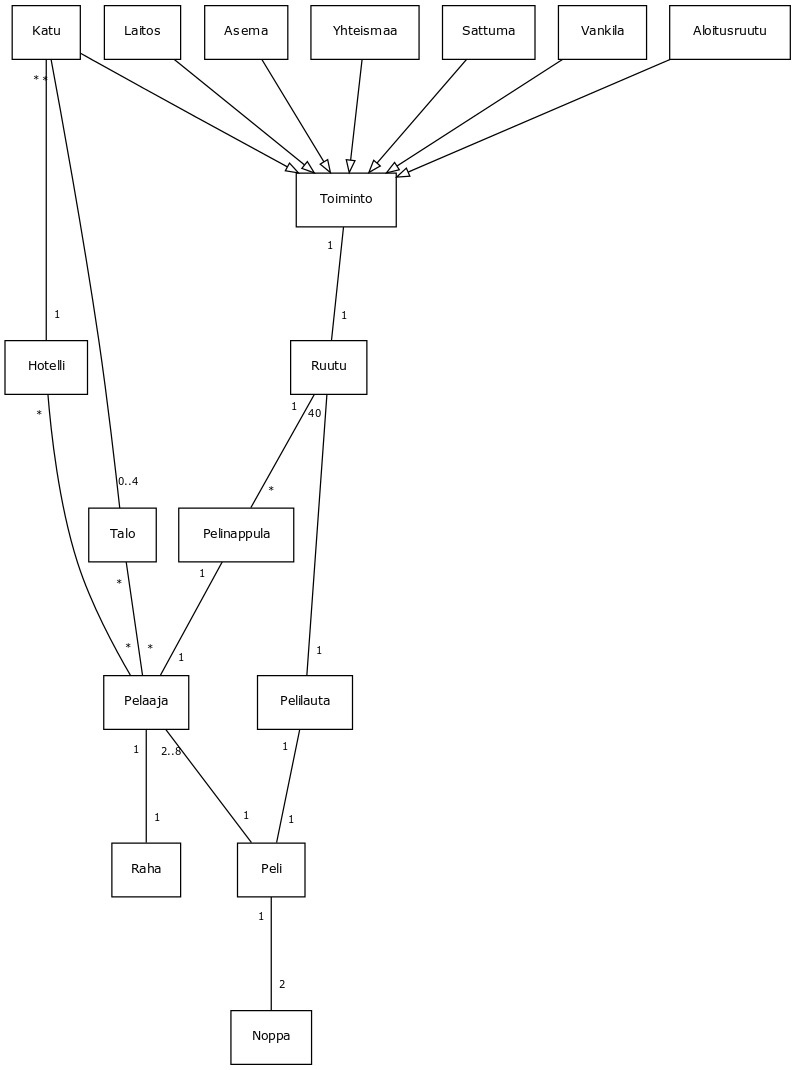 Katu Laitos Asema Yhteismaa Sattuma Vankila Aloitusruutu
* *
Toiminto
1
1 1
Hotelli Ruutu
1
* 40
0..4
*
Talo Pelinappula
1
*
* * 1
1
Pelaaja Pelilauta
1 2..8 1
1 1 1
Raha Peli
1
2
Noppa